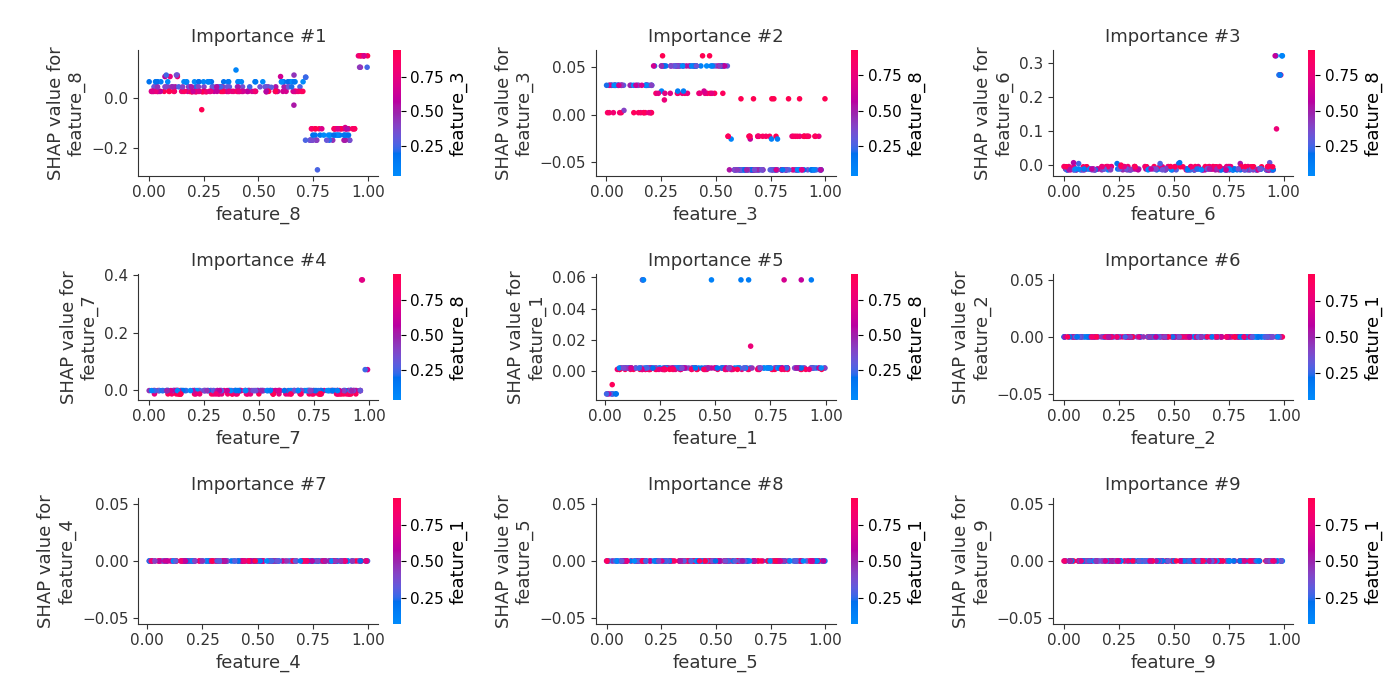 Importance #1
SHAP value for
feature_8
0.0
−0.2
0.00 0.25 0.50 0.75 1.00
feature_8
0.75
0.50
0.25
feature_3
Importance #2
SHAP value for
feature_3
0.05
0.00
−0.05
0.00 0.25 0.50 0.75 1.00
feature_3
0.75
0.50
0.25
feature_8
Importance #3
SHAP value for
feature_6
0.3
0.2
0.1
0.0
0.00 0.25 0.50 0.75 1.00
feature_6
0.75
0.50
0.25
feature_8
Importance #4
SHAP value for
feature_7
0.4
0.2
0.0
0.00 0.25 0.50 0.75 1.00
feature_7
0.75
0.50
0.25
feature_8
Importance #5
SHAP value for
feature_1
0.06
0.04
0.02
0.00
0.00 0.25 0.50 0.75 1.00
feature_1
0.75
0.50
0.25
feature_8
Importance #6
SHAP value for
feature_2
0.05
0.00
−0.05
0.00 0.25 0.50 0.75 1.00
feature_2
0.75
0.50
0.25
feature_1
Importance #7
SHAP value for
feature_4
0.05
0.00
−0.05
0.00 0.25 0.50 0.75 1.00
feature_4
0.75
0.50
0.25
feature_1
Importance #8
SHAP value for
feature_5
0.05
0.00
−0.05
0.00 0.25 0.50 0.75 1.00
feature_5
0.75
0.50
0.25
feature_1
Importance #9
SHAP value for
feature_9
0.05
0.00
−0.05
0.00 0.25 0.50 0.75 1.00
feature_9
0.75
0.50
0.25
feature_1